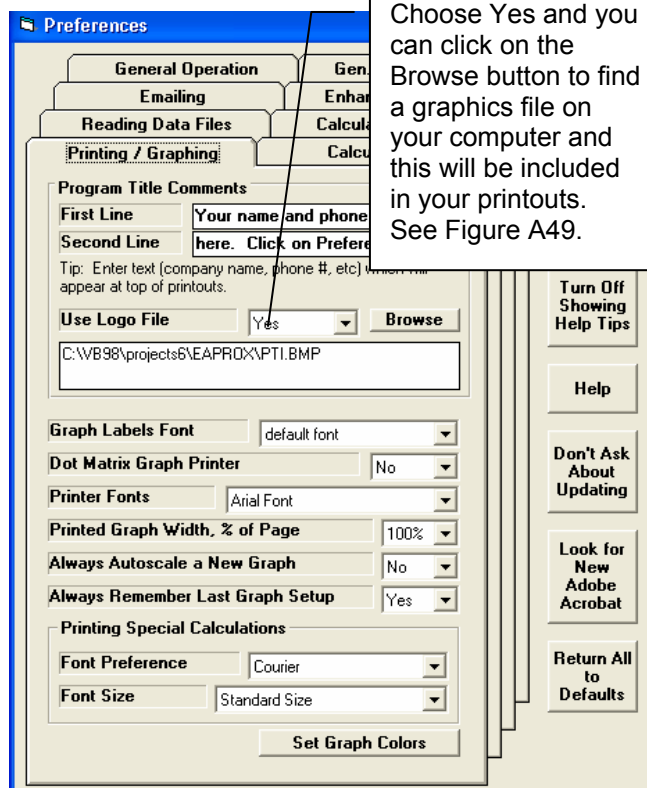 Preferences
Choose Yes and you
can click on the
Browse button to find
a graphics file on
your computer and
this will be included
in your printouts.
See Figure A49.
General Operation
Gen.
Emailing
Reading Data Files
Printing / Graphing
Program Title Comments
First Line
Your name and phone
Second Line
here. Click on
Tip: Enter text (company name, phone #, etc) which will
appear at top of printouts.
Use Logo File
Yes
Browse
C:\VB98\projects6\EAPROX\PTI.BMP
Graph Labels Font
default font
Dot Matrix Graph Printer
No
Printer Fonts
Arial Font
Printed Graph Width, % of Page
100%
Always Autoscale a New Graph
No
Always Remember Last Graph Setup
Yes
Printing Special Calculations
Font Preference
Courier
Font Size
Standard Size
Set Graph Colors
Turn Off
Showing
Help Tips
Help
Don't Ask
About
Updating
Look for
New
Adobe
Acrobat
Return All
to
Defaults